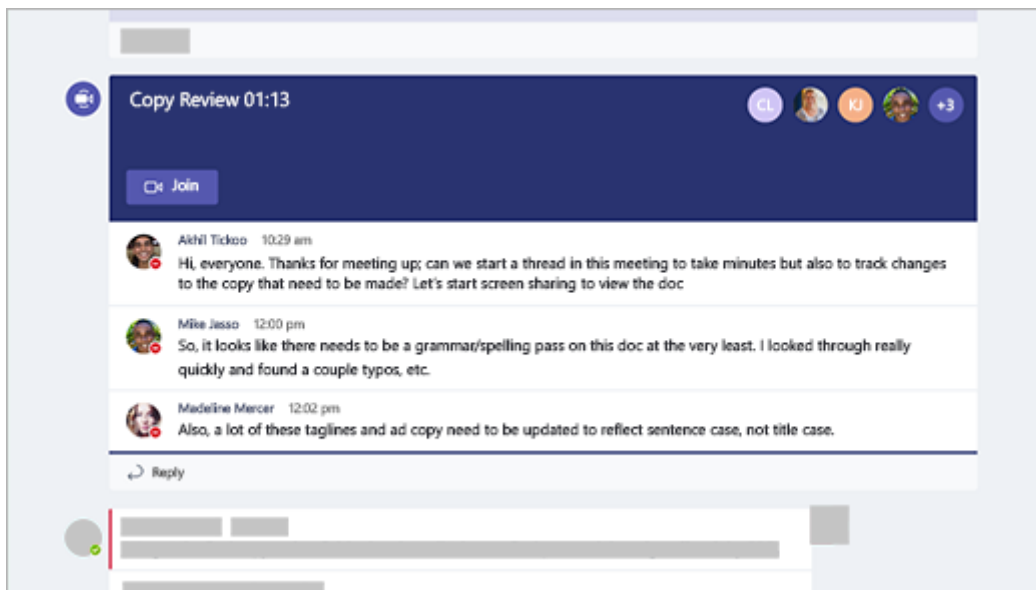 Copy Review 01:13
CL
KJ
+3
Join
Akhil Tickoo 10:29 am
Hi, everyone. Thanks for meeting up; can we start a thread in this meeting to take minutes but also to track changes
to the copy that need to be made? Let's start screen sharing to view the doc
Mike Jasso 12:00 pm
So, it looks like there needs to be a grammar/spelling pass on this doc at the very least. I looked through really
quickly and found a couple typos, etc.
Madeline Mercer 12:02 pm
Also, a lot of these taglines and ad copy need to be updated to reflect sentence case, not title case.
Reply